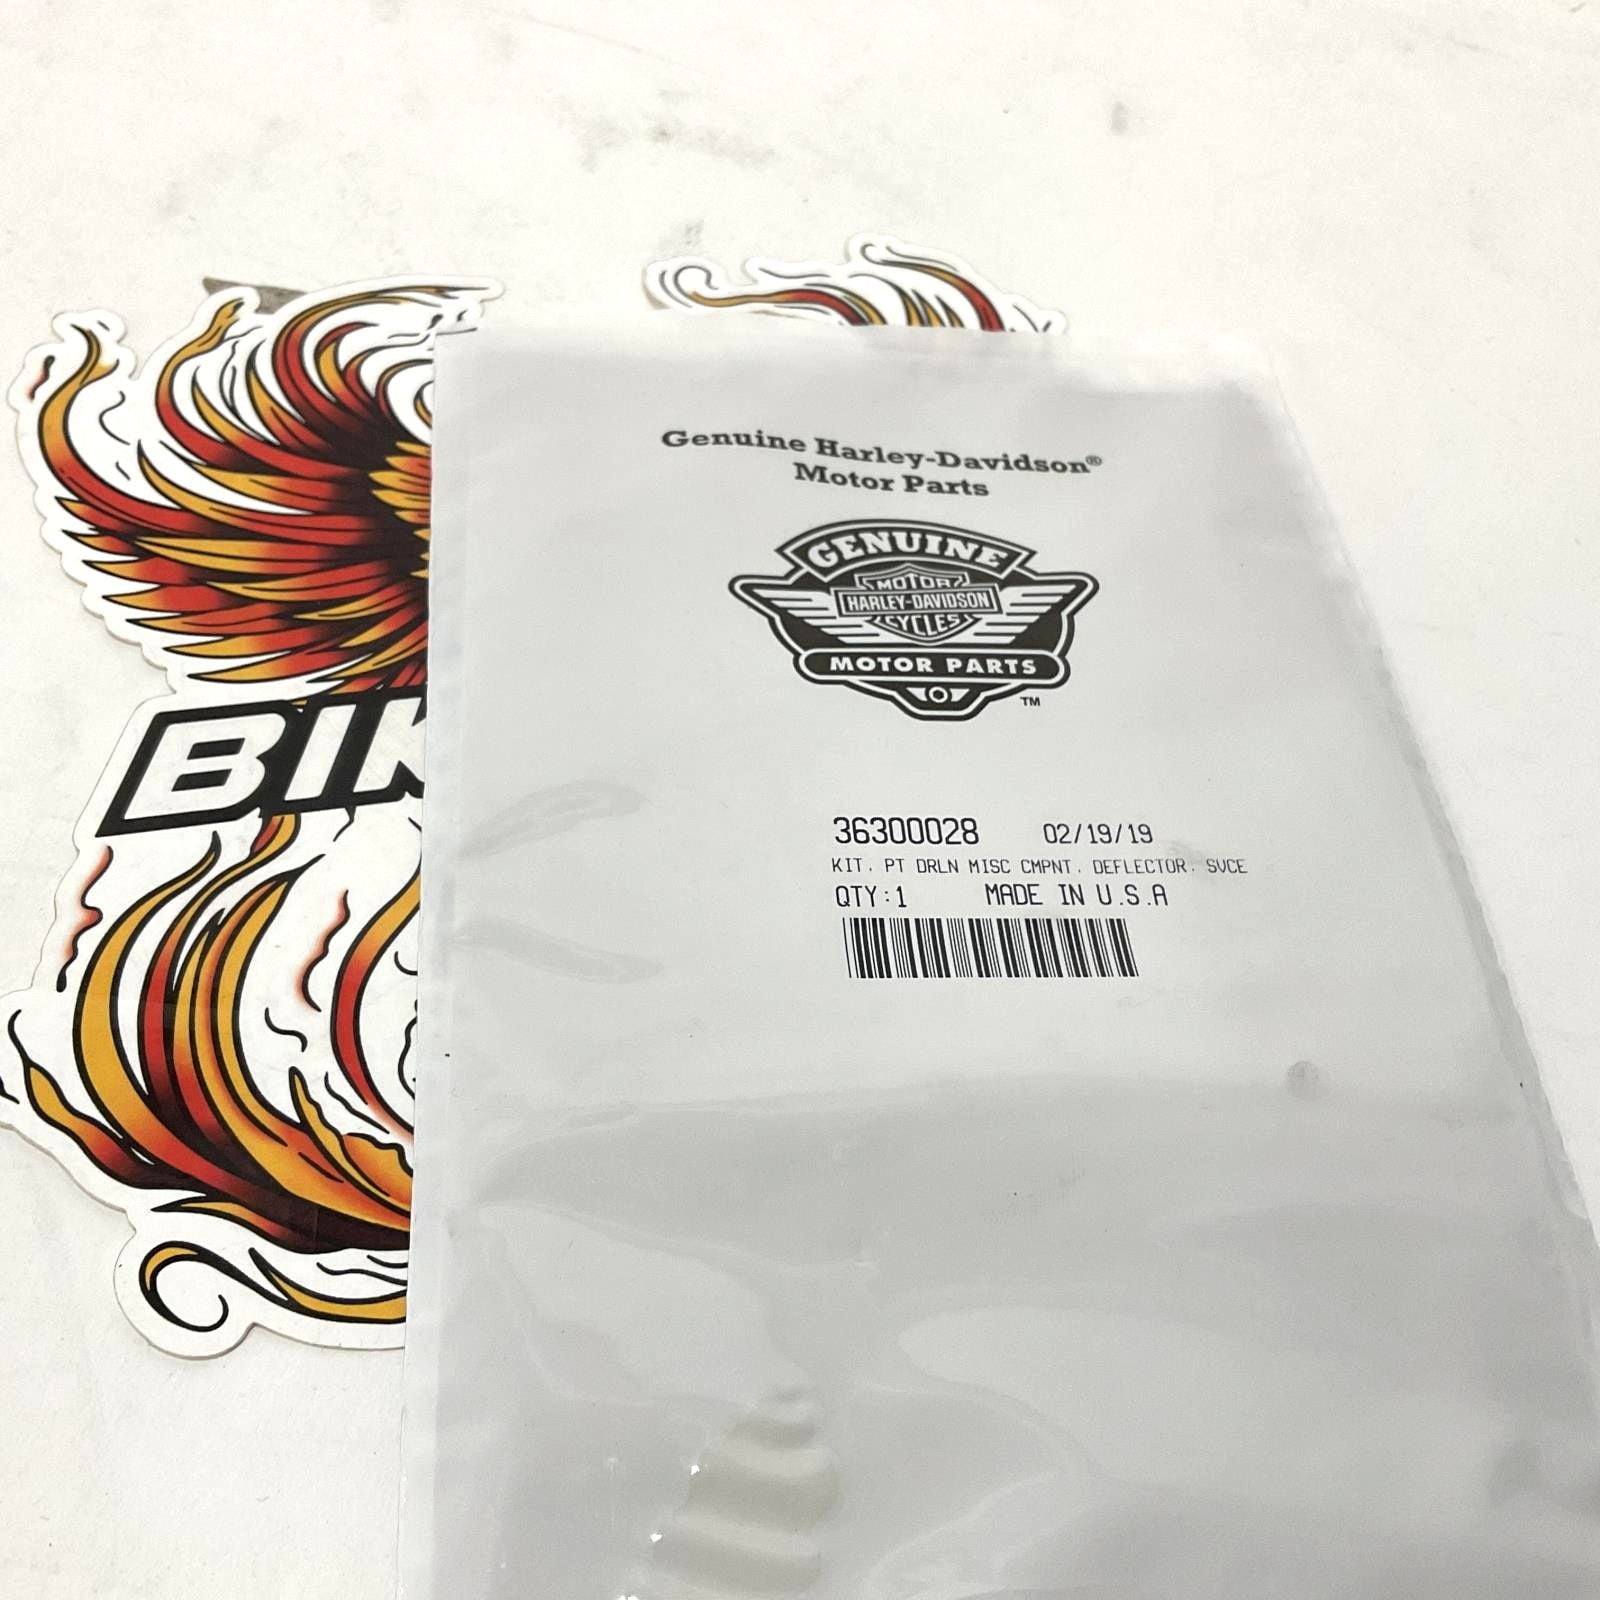 Genuine Harley-Davidson®
Motor Parts
GENUINE
MOTOR
HARLEY-DAVIDSON
CYCLES
MOTOR PARTS
TM
BIK
36300028 02/19/19
KIT, PT DRLN MISC CMPNT, DEFLECTOR, SVCE
QTY:1 MADE IN U.S.A